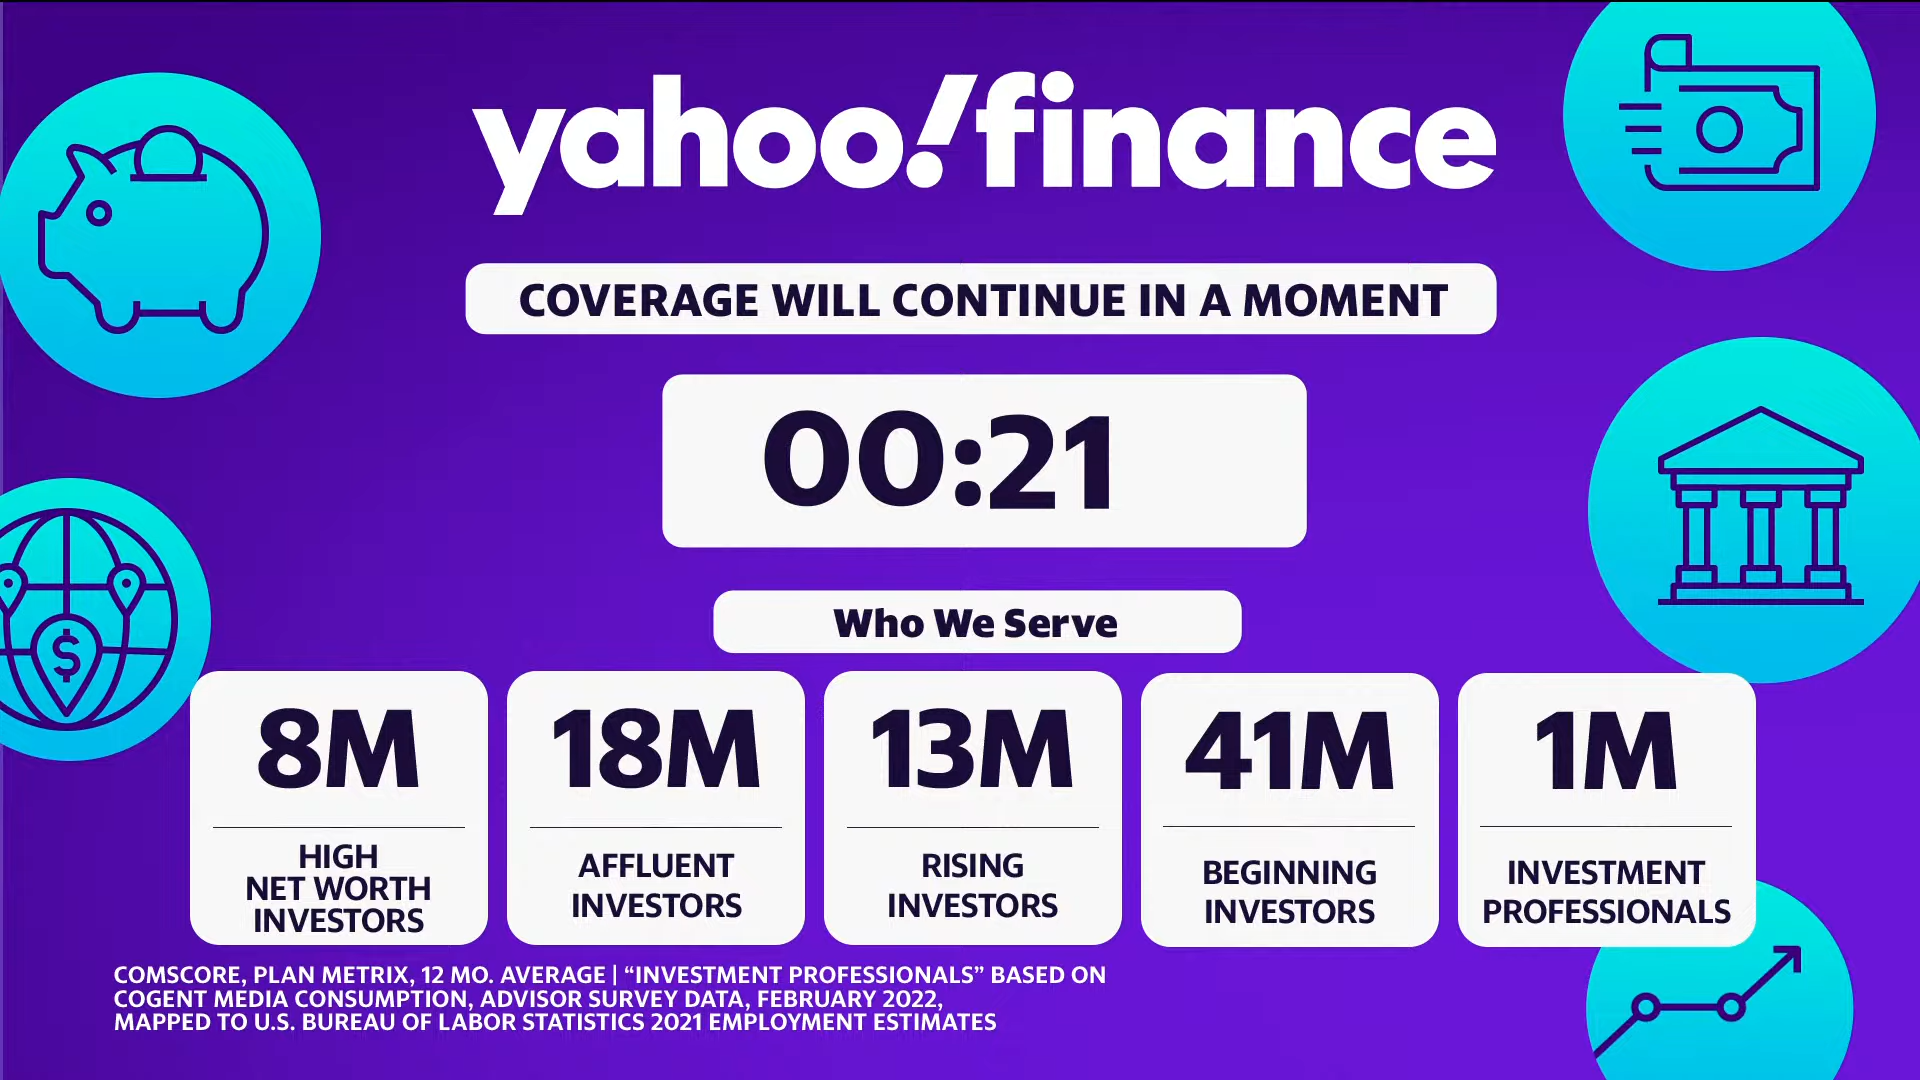 yahoo!finance
COVERAGE WILL CONTINUE IN A MOMENT
00:21
Who We Serve
8M
HIGH
NET WORTH
INVESTORS
18M
AFFLUENT
INVESTORS
13M
RISING
INVESTORS
41M
BEGINNING
INVESTORS
1M
INVESTMENT
PROFESSIONALS
$
COMSCORE, PLAN METRIX, 12 MO. AVERAGE | “INVESTMENT PROFESSIONALS” BASED ON
COGENT MEDIA CONSUMPTION, ADVISOR SURVEY DATA, FEBRUARY 2022,
MAPPED TO U.S. BUREAU OF LABOR STATISTICS 2021 EMPLOYMENT ESTIMATES